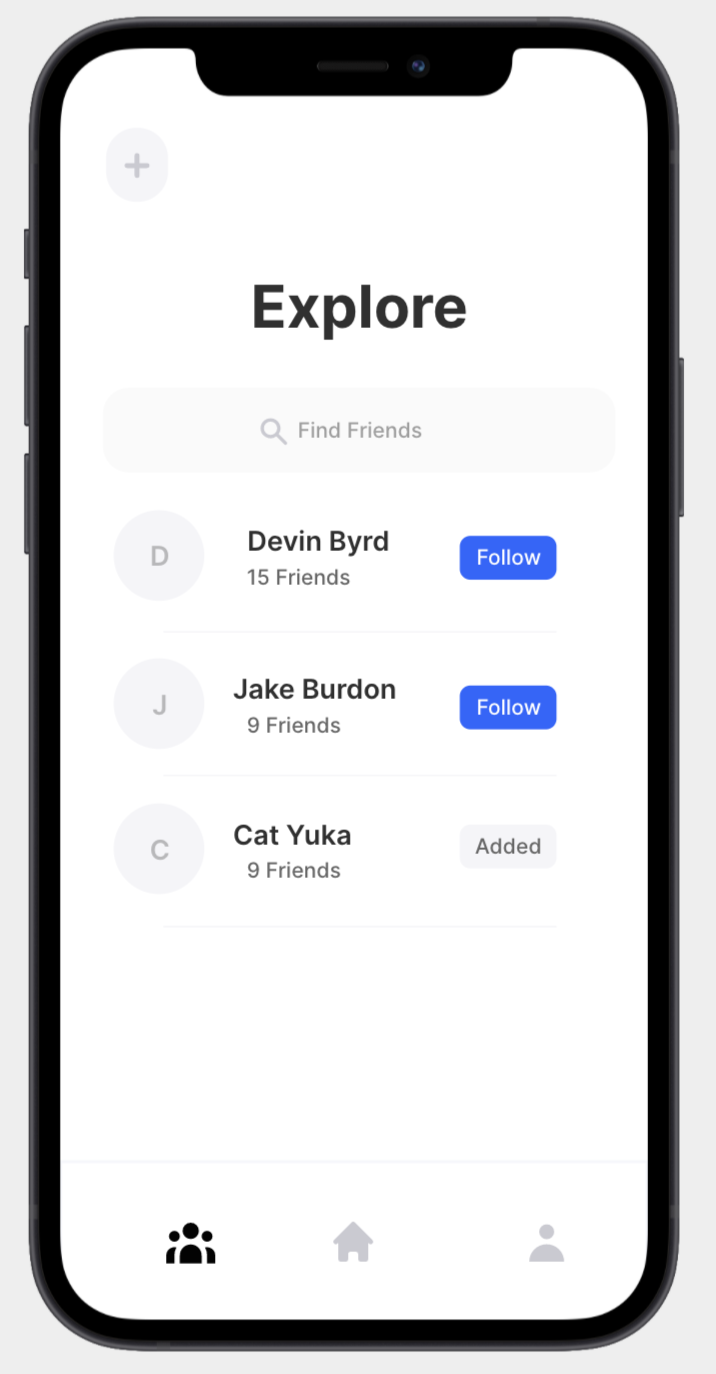 Explore
Find Friends
D
Devin Byrd
15 Friends
Follow
J
Jake Burdon
9 Friends
Follow
C
Cat Yuka
9 Friends
Added